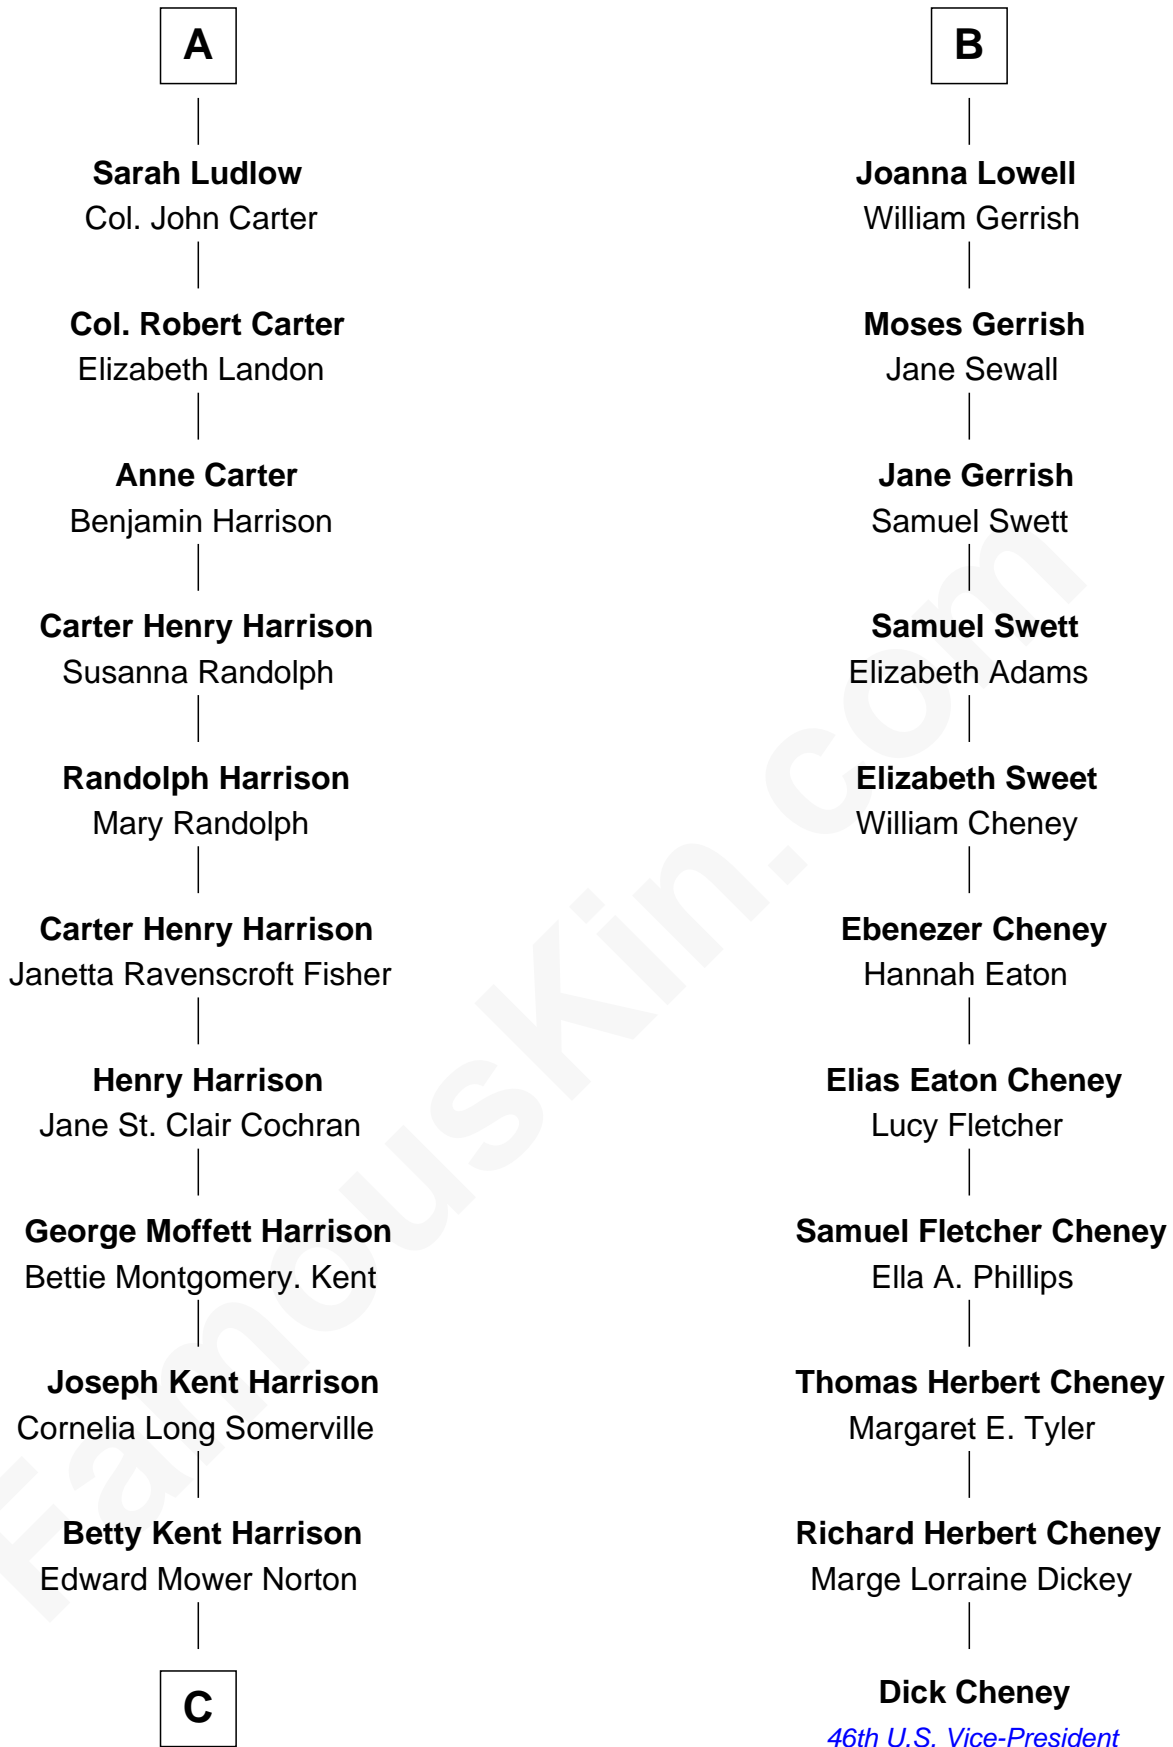 A
Sarah Ludlow
Col. John Carter
Col. Robert Carter
Elizabeth Landon
Anne Carter
Benjamin Harrison
Carter Henry Harrison
Susanna Randolph
Randolph Harrison
Mary Randolph
Carter Henry Harrison
Janetta Ravenscroft Fisher
Henry Harrison
Jane St. Clair Cochran
George Moffett Harrison
Bettie Montgomery. Kent
Joseph Kent Harrison
Cornelia Long Somerville
Betty Kent Harrison
Edward Mower Norton
C
B
Joanna Lowell
William Gerrish
Moses Gerrish
Jane Sewall
Jane Gerrish
Samuel Swett
Samuel Swett
Elizabeth Adams
Elizabeth Sweet
William Cheney
Ebenezer Cheney
Hannah Eaton
Elias Eaton Cheney
Lucy Fletcher
Samuel Fletcher Cheney
Ella A. Phillips
Thomas Herbert Cheney
Margaret E. Tyler
Richard Herbert Cheney
Marge Lorraine Dickey
Dick Cheney
46th U.S. Vice-President
FamousKin.com